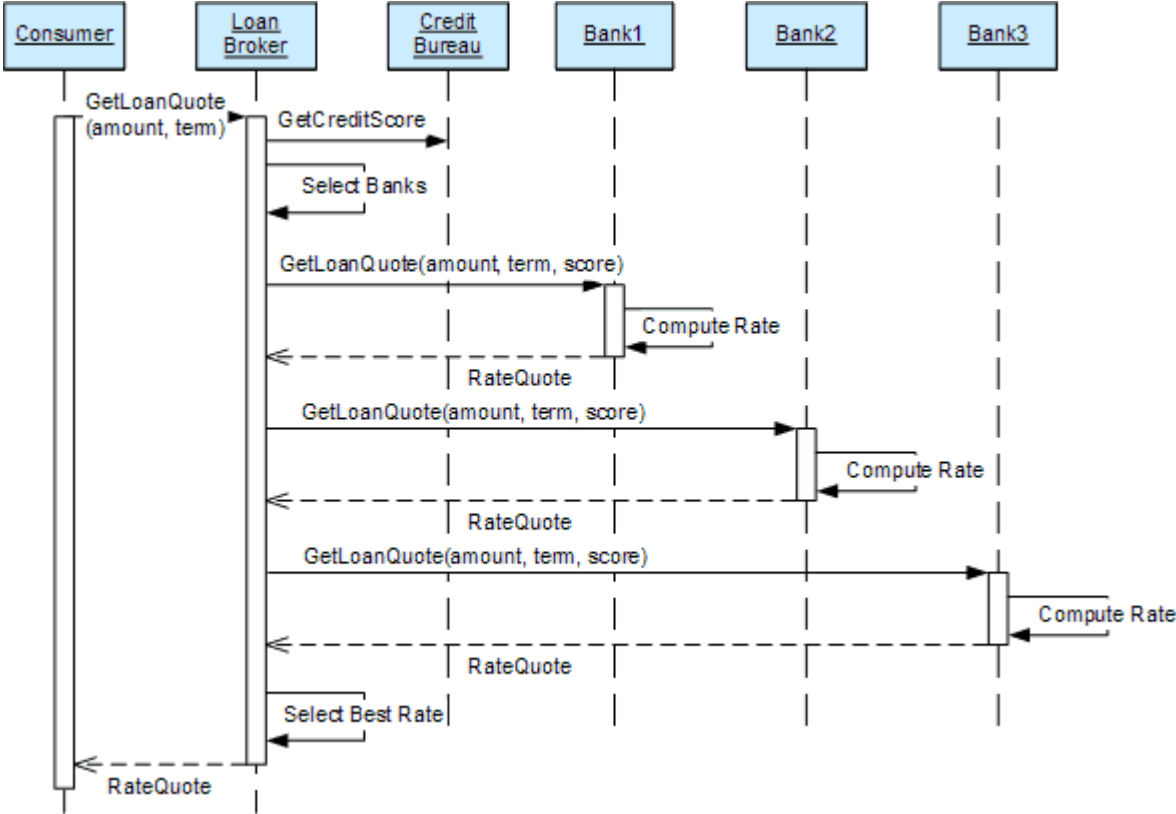 Consumer
Loan
Broker
Credit
Bureau
Bank1
Bank2
Bank3
GetLoanQuote
(amount, term)
GetCreditScore
Select Banks
GetLoanQuote(amount, term, score)
Compute Rate
RateQuote
GetLoanQuote(amount, term, score)
Compute Rate
RateQuote
GetLoanQuote(amount, term, score)
Compute Rate
RateQuote
Select Best Rate
RateQuote